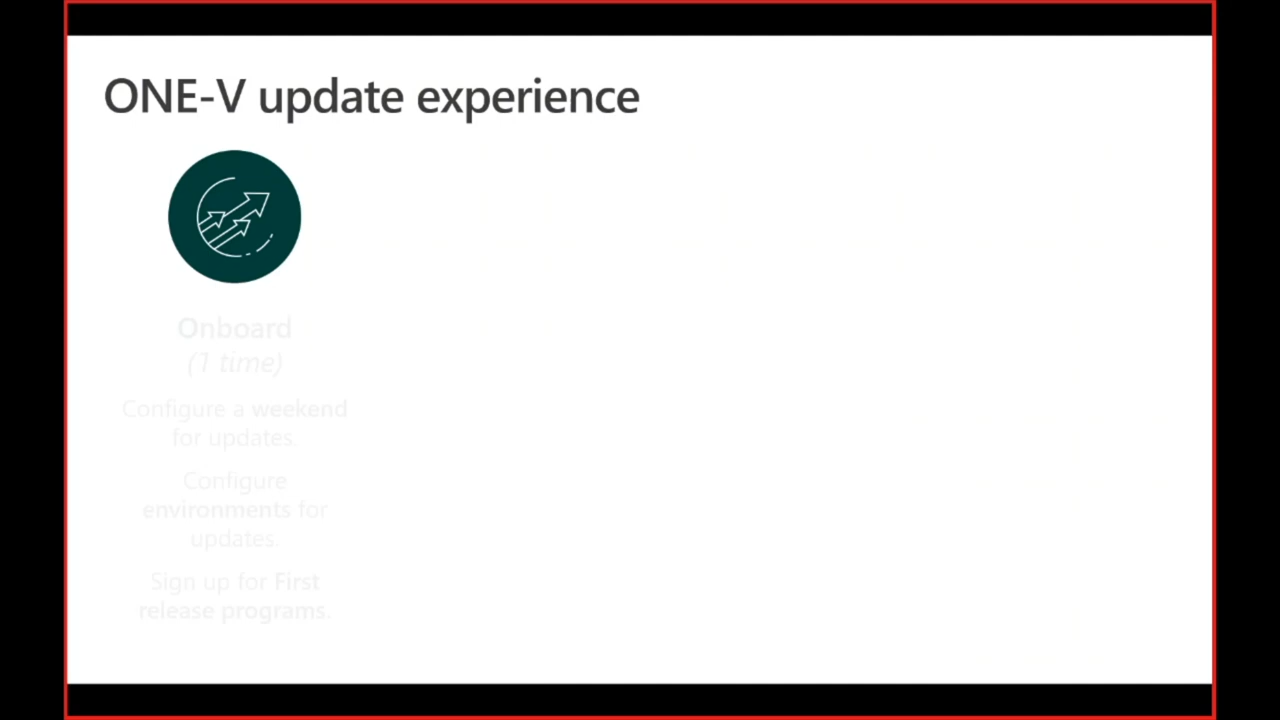 ONE-V update experience
Onboard
(1 time)
Configure a weekend
for updates.
Configure
environments for
updates.
Sign up for First
release programs.